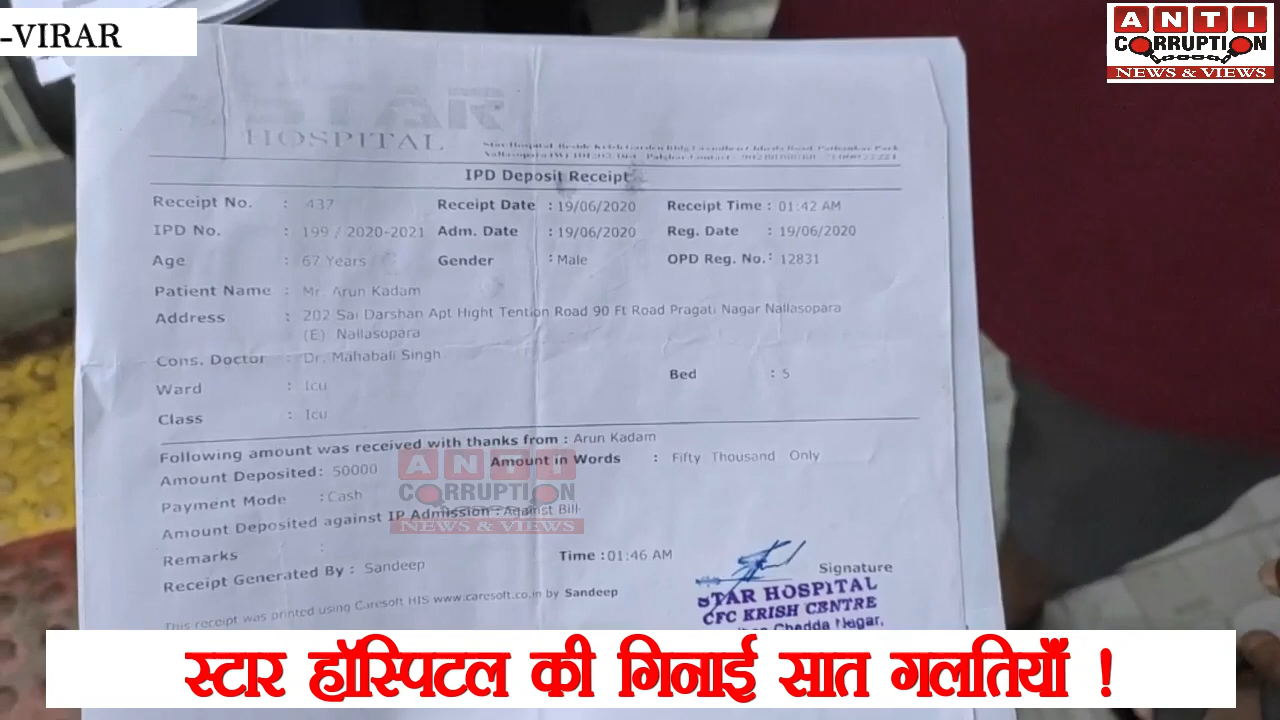 -VIRAR
ANTI
CORRUPTION
NEWS & VIEWS
STAR
HOSPITAL
IPD Deposit Receipt
Receipt No. : 437 Receipt Date : 19/06/2020 Receipt Time : 01:42 AM
IPD No. : 199 / 2020-2021 Adm. Date : 19/06/2020 Reg. Date : 19/06/2020
Age : 67 Years Gender : Male OPD Reg. No. : 12831
Patient Name : Mr. Arun Kadam
Address : 202 Sai Darshan Apt Hight Tention Road 90 Ft Road Pragati Nagar Nallasopara
(E) Nallasopara
Cons. Doctor : Dr. Mahabali Singh
Ward : Icu Bed : 5
Class : Icu
Following amount was received with thanks from : Arun Kadam
Amount Deposited: 50000 Amount in Words : Fifty Thousand Only
Payment Mode : Cash
ANTI
CORRUPTION
NEWS & VIEWS
Amount Deposited against IP Admission : Against Bill
Remarks :
Receipt Generated By : Sandeep Time : 01:46 AM
Signature
This receipt was printed using Caresoft HIS www.caresoft.co.in by Sandeep
STAR HOSPITAL
CFC KRISH CENTRE
Chedda Nagar,
स्टार हॉस्पिटल की गिनाई सात गलतियाँ !